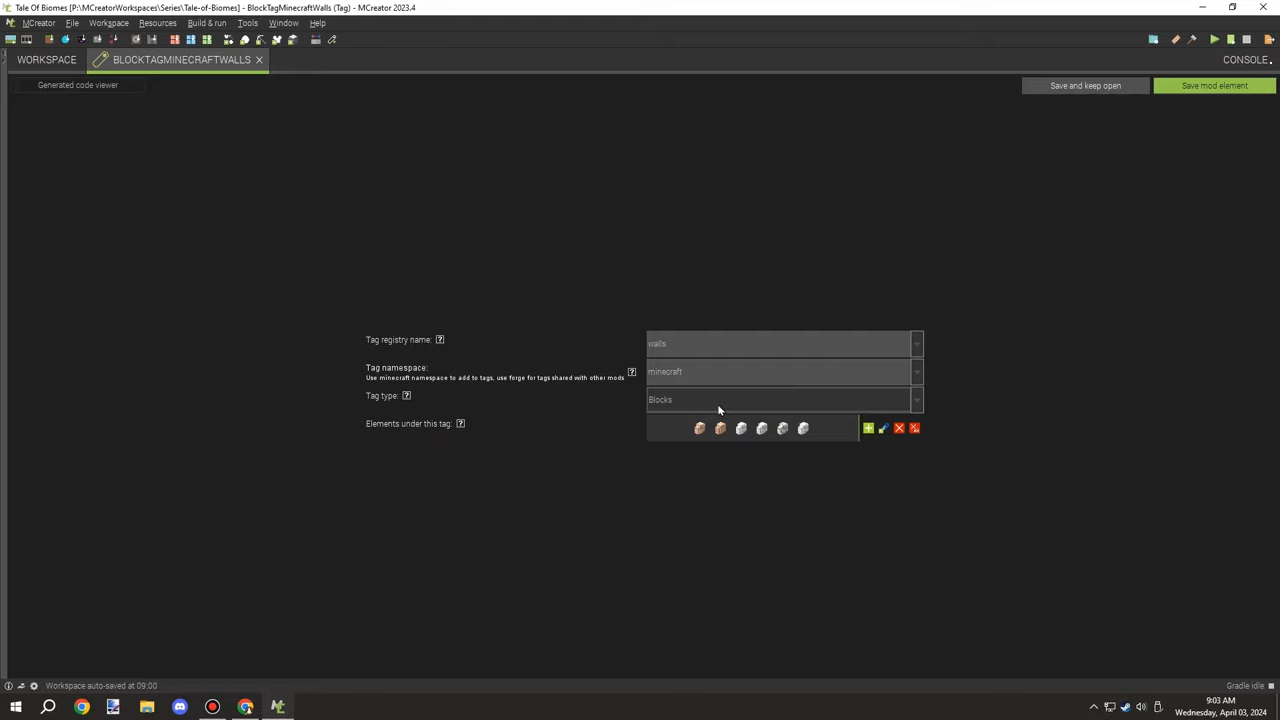 Tale Of Biomes [P:\MCreatorWorkspaces\Series\Tale-of-Biomes] - BlockTagMinecraftWalls (Tag) - MCreator 2023.4
MCreator File Workspace Resources Build & run Tools Window Help
WORKSPACE BLOCKTAGMINECRAFTWALLS CONSOLE
Generated code viewer Save and keep open Save mod element
Tag registry name: ? walls
Tag namespace: ? minecraft
Use minecraft namespace to add to tags, use forge for tags shared with other mods
Tag type: ? Blocks
Elements under this tag: ?
Workspace auto-saved at 09:00 Gradle idle
9:03 AM
Wednesday, April 03, 2024